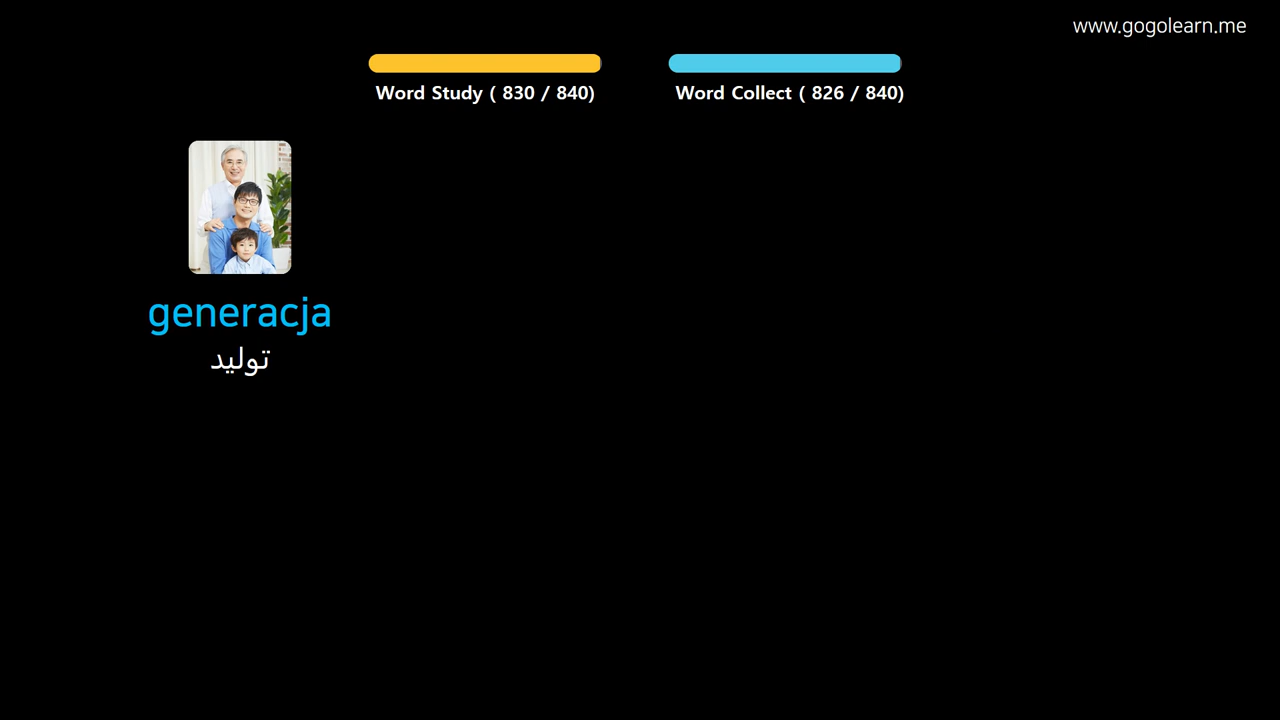 www.gogolearn.me
Word Study ( 830 / 840)
Word Collect ( 826 / 840)
generacja
تولید